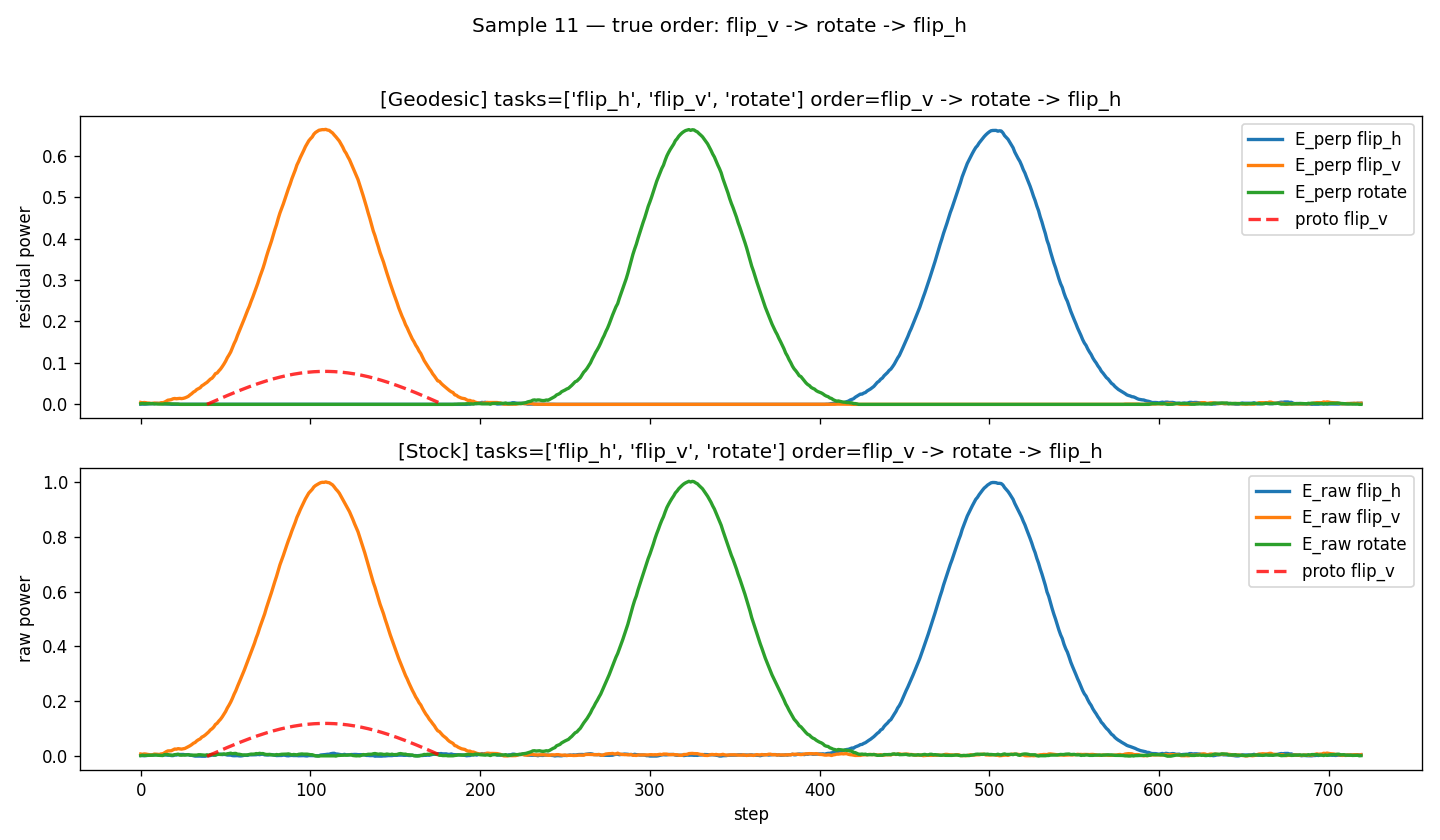 Sample 11 — true order: flip_v -> rotate -> flip_h
[Geodesic] tasks=['flip_h', 'flip_v', 'rotate'] order=flip_v -> rotate -> flip_h
residual power
0.6
0.5
0.4
0.3
0.2
0.1
0.0
E_perp flip_h
E_perp flip_v
E_perp rotate
proto flip_v
[Stock] tasks=['flip_h', 'flip_v', 'rotate'] order=flip_v -> rotate -> flip_h
raw power
1.0
0.8
0.6
0.4
0.2
0.0
E_raw flip_h
E_raw flip_v
E_raw rotate
proto flip_v
0 100 200 300 400 500 600 700
step